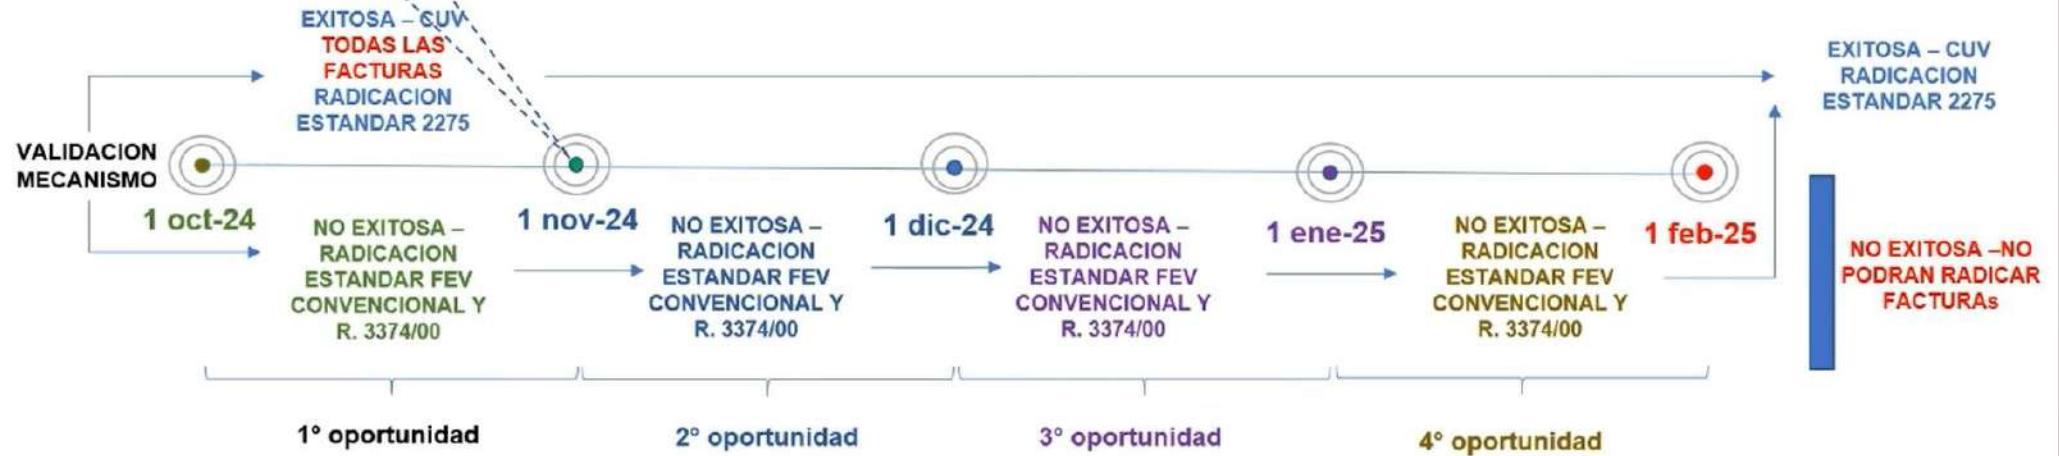 EXITOSA – CUV
TODAS LAS
FACTURAS
RADICACION
ESTANDAR 2275
EXITOSA – CUV
RADICACION
ESTANDAR 2275
VALIDACION
MECANISMO
1 oct-24
1 nov-24
1 dic-24
1 ene-25
1 feb-25
NO EXITOSA –
RADICACION
ESTANDAR FEV
CONVENCIONAL Y
R. 3374/00
NO EXITOSA –
RADICACION
ESTANDAR FEV
CONVENCIONAL Y
R. 3374/00
NO EXITOSA –
RADICACION
ESTANDAR FEV
CONVENCIONAL Y
R. 3374/00
NO EXITOSA –
RADICACION
ESTANDAR FEV
CONVENCIONAL Y
R. 3374/00
NO EXITOSA –NO
PODRAN RADICAR
FACTURAs
1° oportunidad
2° oportunidad
3° oportunidad
4° oportunidad